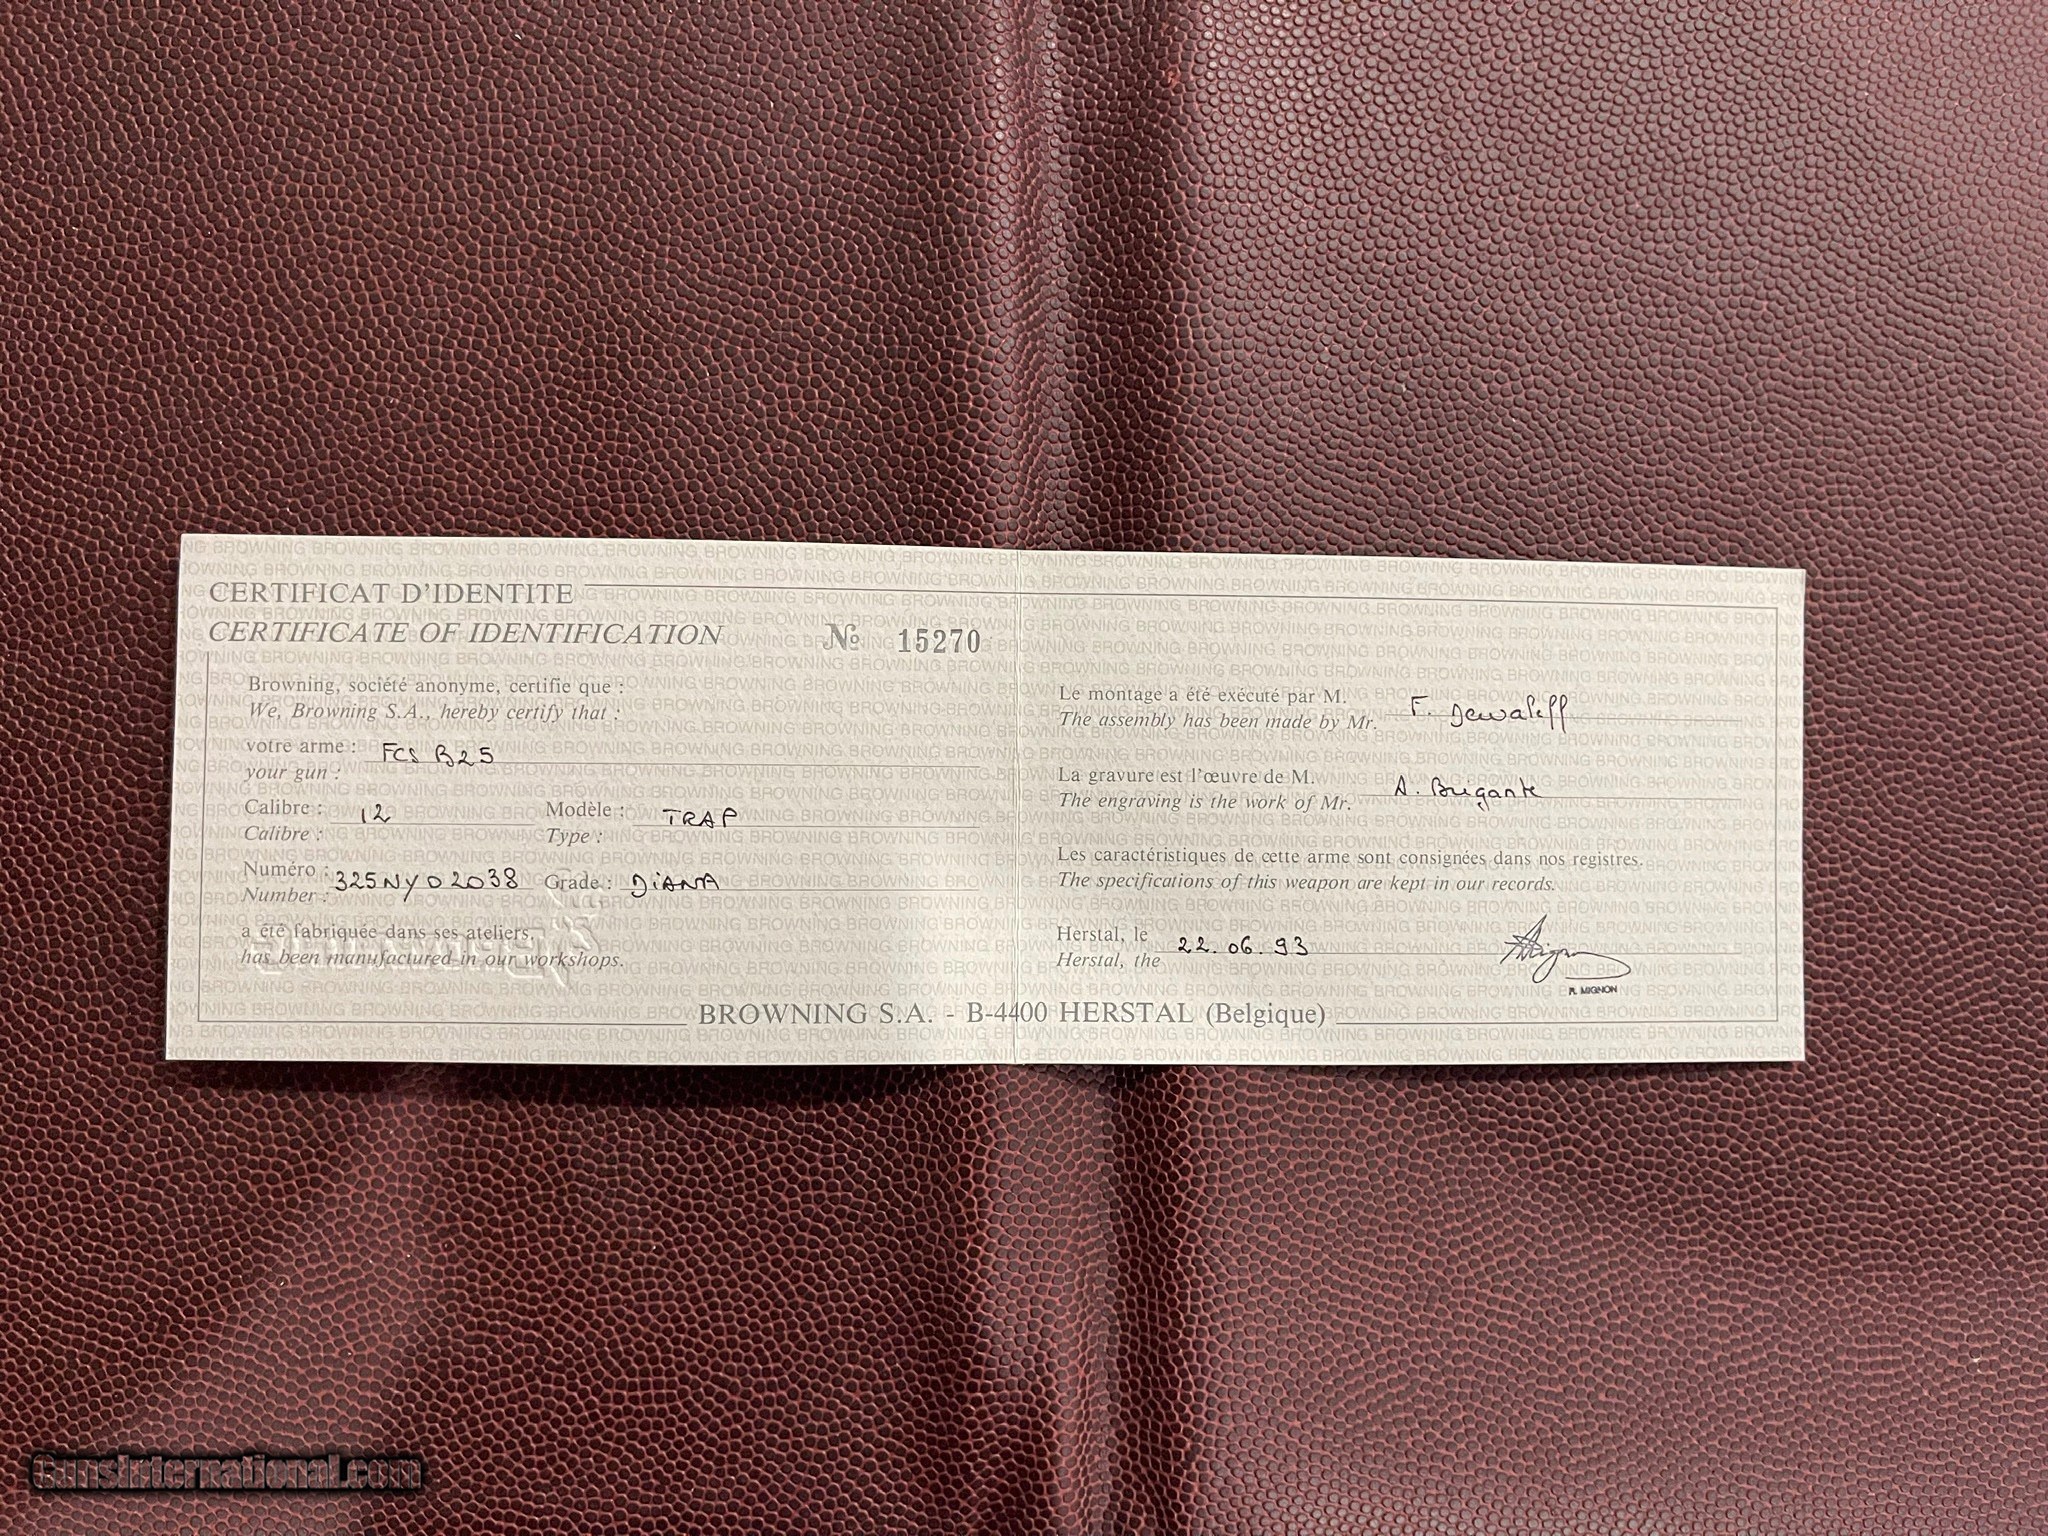 CERTIFICAT D'IDENTITE
CERTIFICATE OF IDENTIFICATION № 15270
Browning, société anonyme, certifie que :
We, Browning S.A., hereby certify that :
votre arme : FCS B25
your gun :
Calibre : 12 Modèle : TRAP
Calibre : Type :
Numéro : 325NY02038 Grade : DiANA
Number :
a été fabriquée dans ses ateliers.
has been manufactured in our workshops.
Le montage a été exécuté par M. F. Dewaleff
The assembly has been made by Mr.
La gravure est l'œuvre de M. A. Brigante
The engraving is the work of Mr.
Les caractéristiques de cette arme sont consignées dans nos registres.
The specifications of this weapon are kept in our records.
Herstal, le 22.06.93
Herstal, the
R. MIGNON
BROWNING S.A. - B-4400 HERSTAL (Belgique)
GunsInternational.com